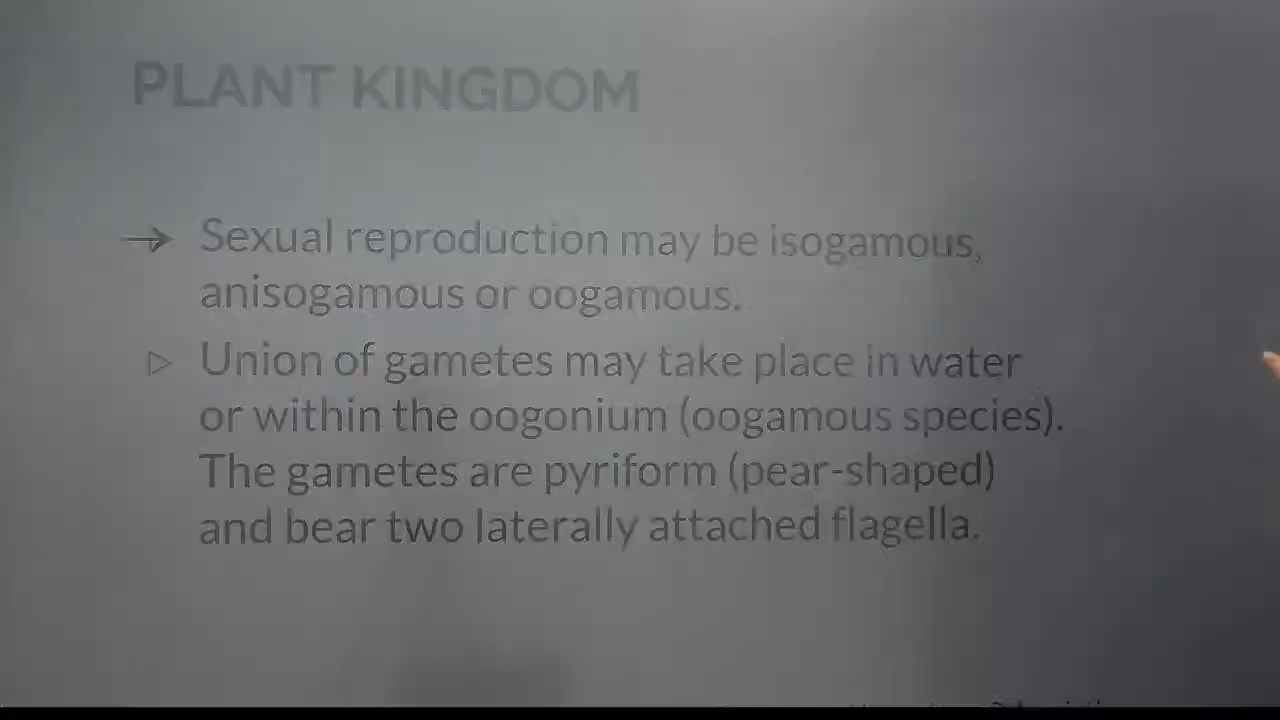 PLANT KINGDOM
→ Sexual reproduction may be isogamous,
anisogamous or oogamous.
▷ Union of gametes may take place in water
or within the oogonium (oogamous species).
The gametes are pyriform (pear-shaped)
and bear two laterally attached flagella.